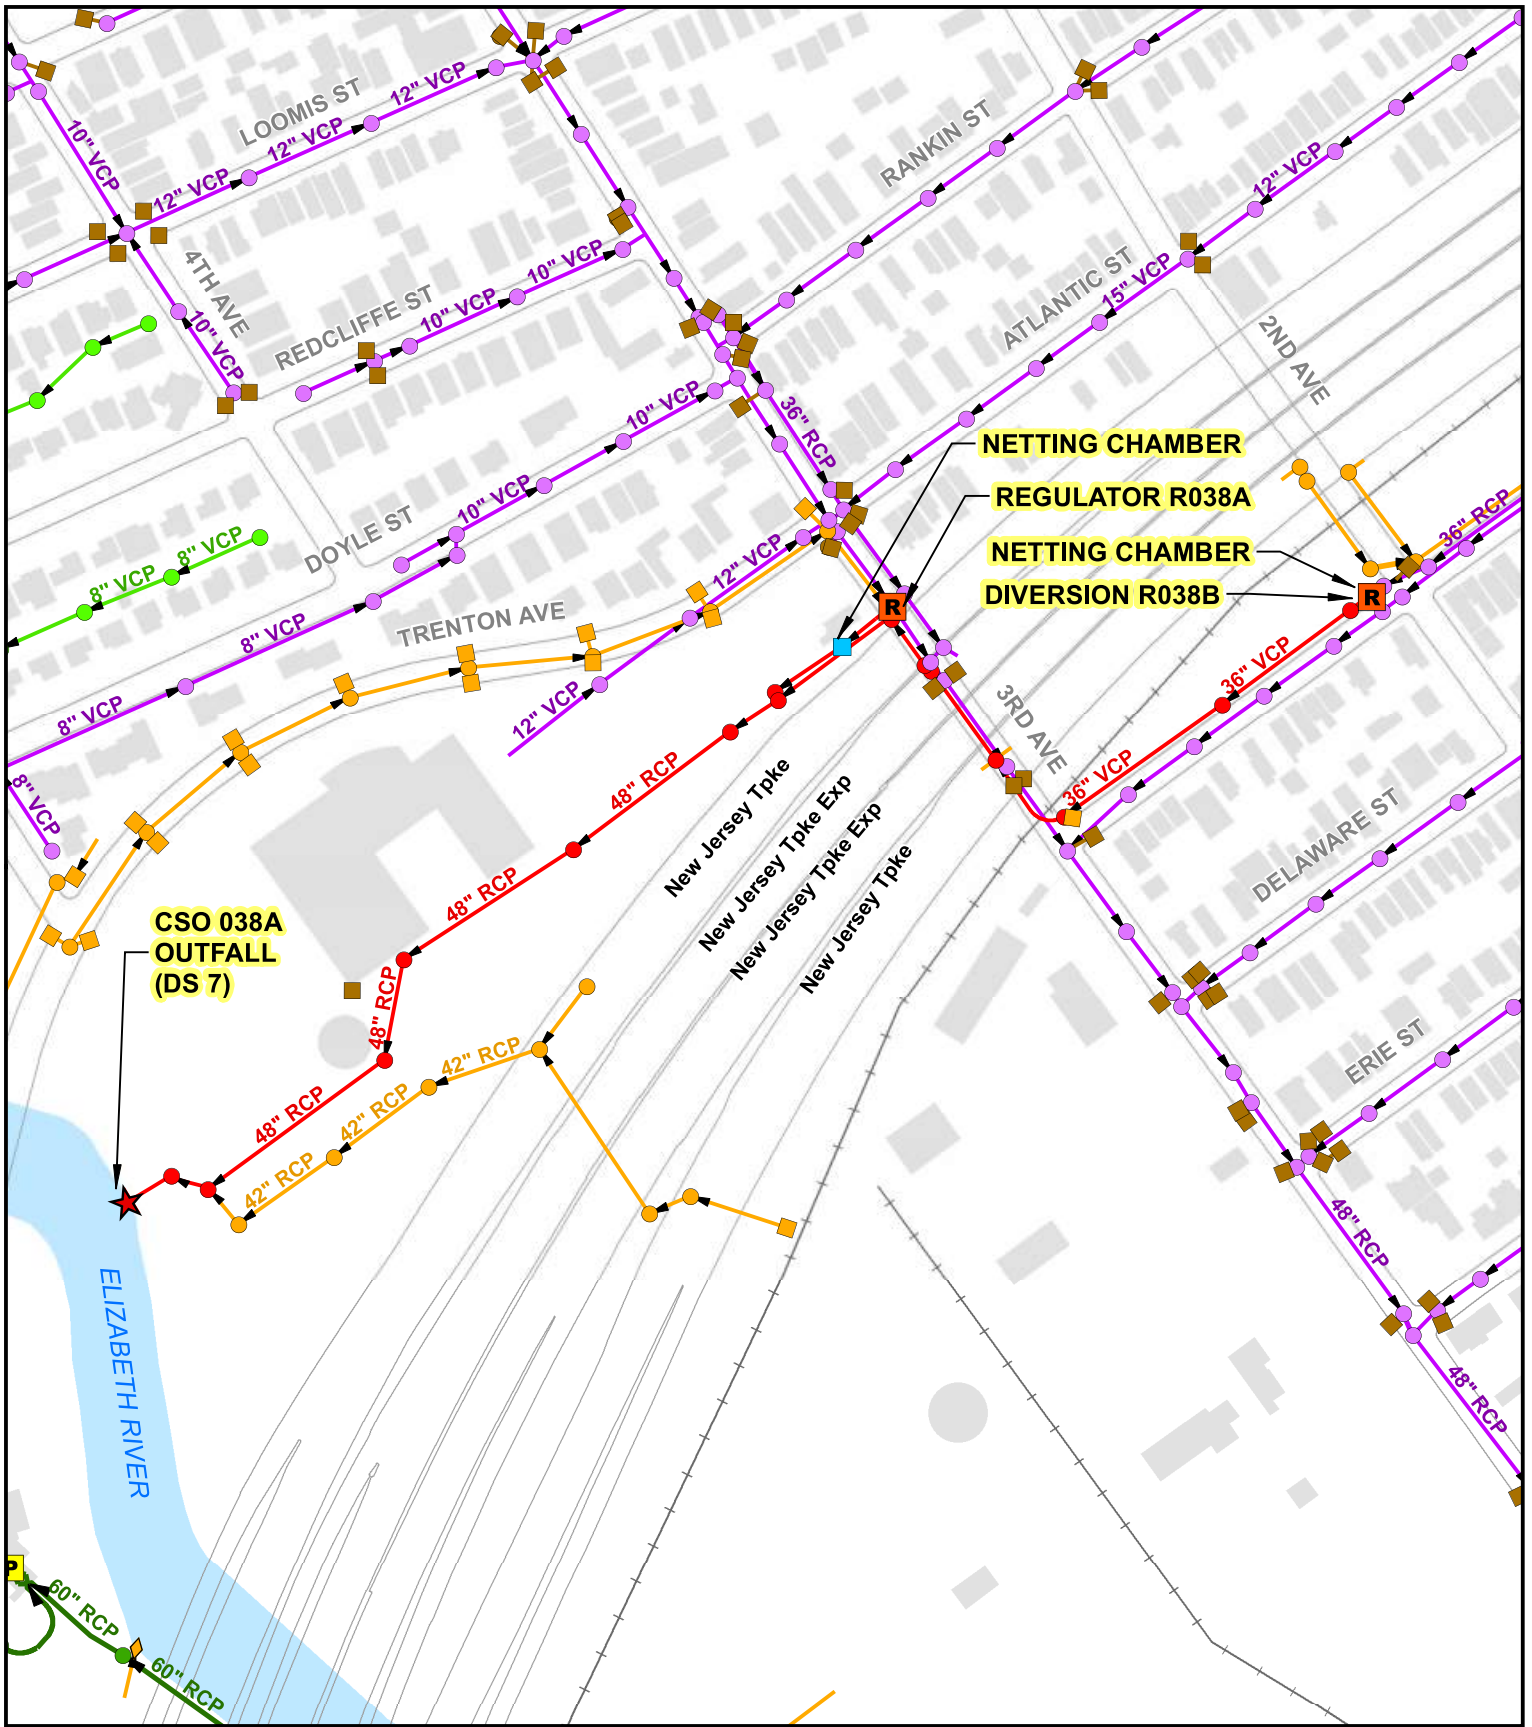 LOOMIS ST
12" VCP
12" VCP
12" VCP
10" VCP
4TH AVE
10" VCP
REDCLIFFE ST
10" VCP
10" VCP
RANKIN ST
12" VCP
ATLANTIC ST
15" VCP
2ND AVE
36" RCP
10" VCP
10" VCP
DOYLE ST
8" VCP
8" VCP
12" VCP
TRENTON AVE
8" VCP
8" VCP
12" VCP
8" VCP
NETTING CHAMBER
REGULATOR R038A
NETTING CHAMBER
DIVERSION R038B
R
R
36" RCP
36" VCP
36" VCP
3RD AVE
DELAWARE ST
ERIE ST
48" RCP
48" RCP
48" RCP
48" RCP
48" RCP
48" RCP
New Jersey Tpke
New Jersey Tpke Exp
New Jersey Tpke Exp
New Jersey Tpke
CSO 038A
OUTFALL
(DS 7)
42" RCP
42" RCP
42" RCP
ELIZABETH RIVER
P
60" RCP
60" RCP